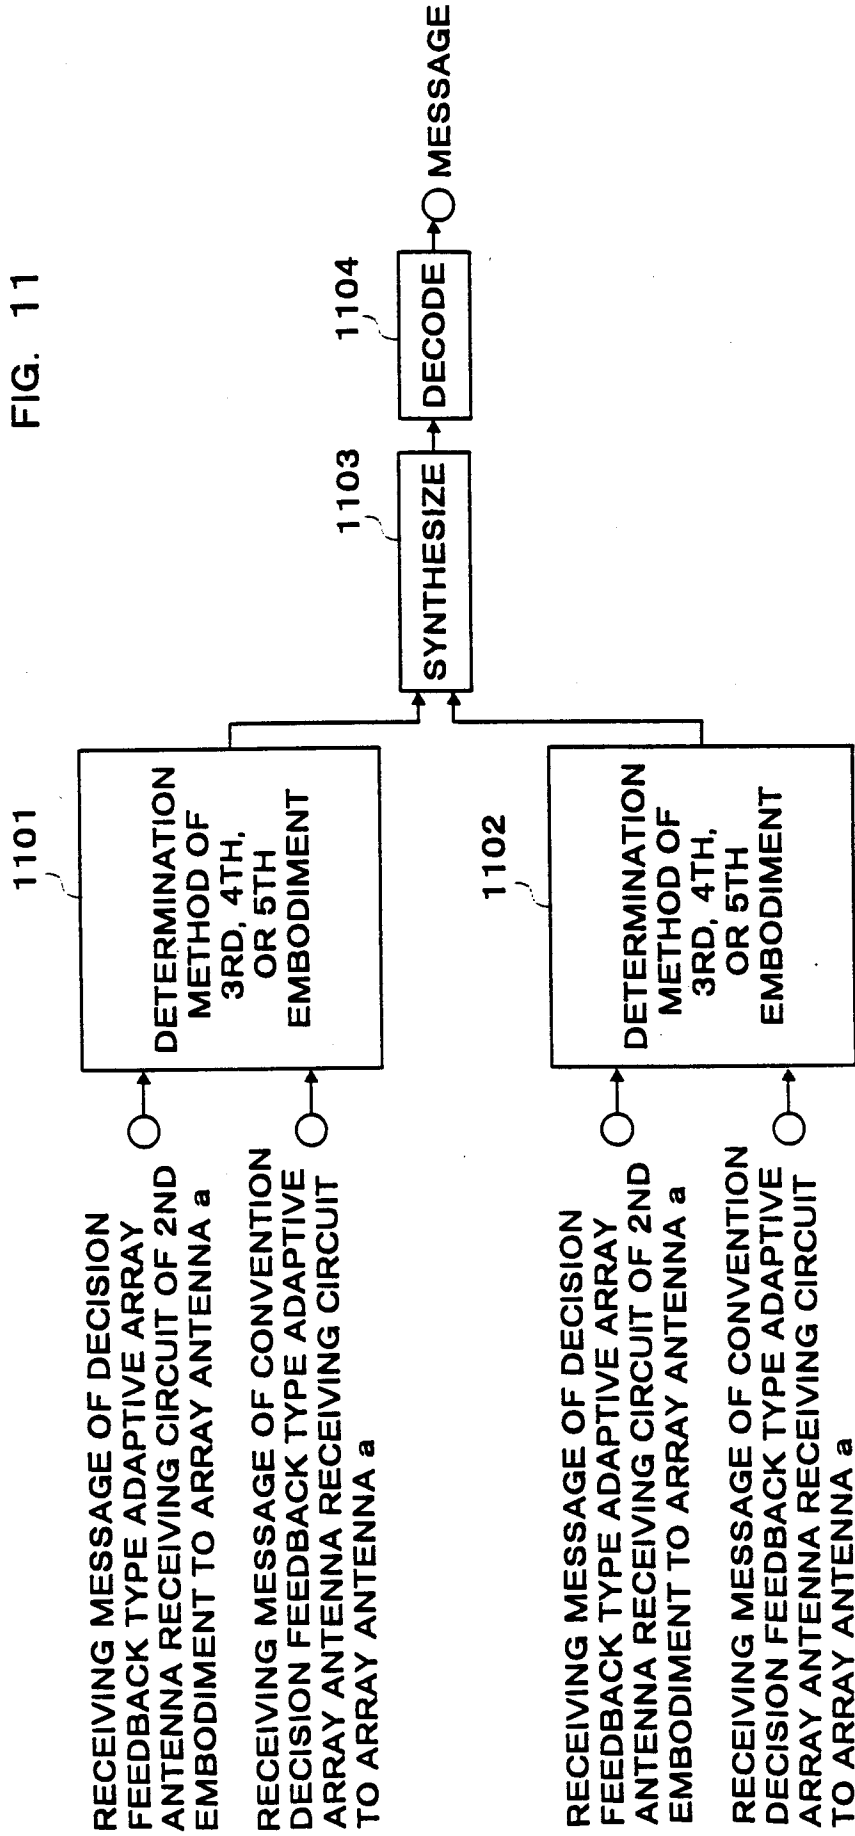 FIG. 11
RECEIVING MESSAGE OF DECISION
FEEDBACK TYPE ADAPTIVE ARRAY
ANTENNA RECEIVING CIRCUIT OF 2ND
EMBODIMENT TO ARRAY ANTENNA a
RECEIVING MESSAGE OF CONVENTION
DECISION FEEDBACK TYPE ADAPTIVE
ARRAY ANTENNA RECEIVING CIRCUIT
TO ARRAY ANTENNA a
1101
DETERMINATION
METHOD OF
3RD, 4TH,
OR 5TH
EMBODIMENT
RECEIVING MESSAGE OF DECISION
FEEDBACK TYPE ADAPTIVE ARRAY
ANTENNA RECEIVING CIRCUIT OF 2ND
EMBODIMENT TO ARRAY ANTENNA a
RECEIVING MESSAGE OF CONVENTION
DECISION FEEDBACK TYPE ADAPTIVE
ARRAY ANTENNA RECEIVING CIRCUIT
TO ARRAY ANTENNA a
1102
DETERMINATION
METHOD OF
3RD, 4TH,
OR 5TH
EMBODIMENT
1103
SYNTHESIZE
1104
DECODE
MESSAGE